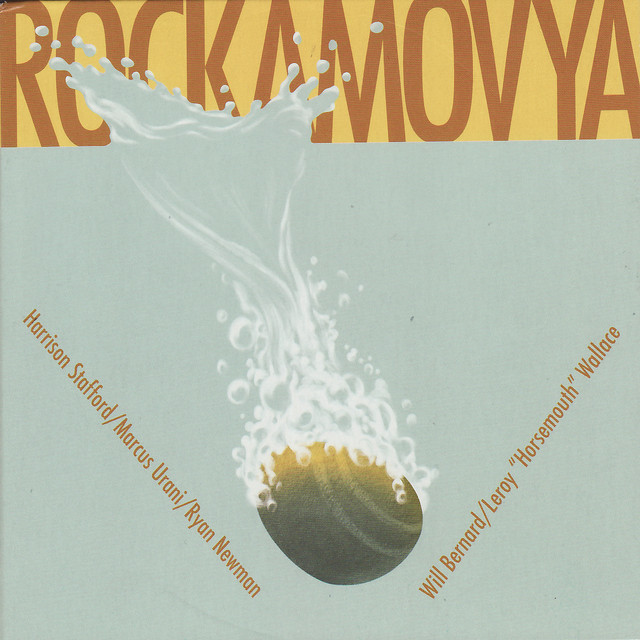 ROCKAMOVYA
Harrison Stafford/Marcus Urani/Ryan Newman
Will Bernard/Leroy "Horsemouth" Wallace